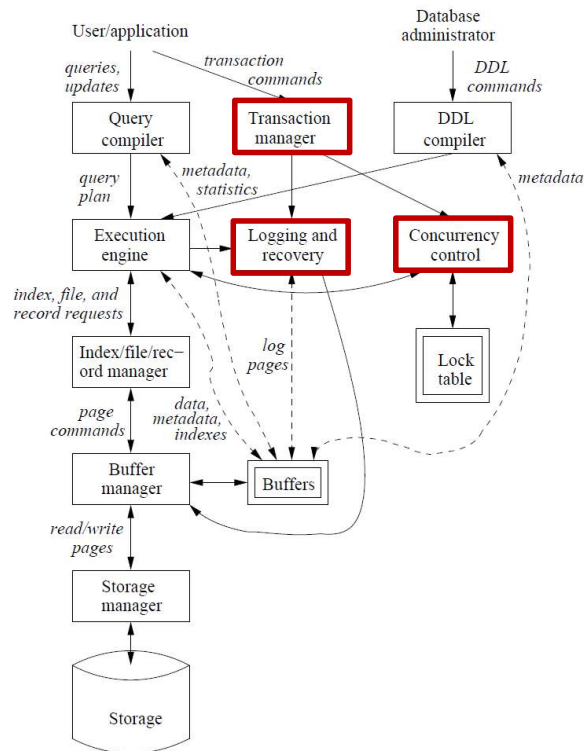 User/application
Database
administrator
queries,
updates
transaction
commands
DDL
commands
Query
compiler
Transaction
manager
DDL
compiler
query
plan
metadata,
statistics
metadata
Execution
engine
Logging and
recovery
Concurrency
control
index, file, and
record requests
Index/file/rec-
ord manager
log
pages
Lock
table
page
commands
data,
metadata,
indexes
Buffer
manager
Buffers
read/write
pages
Storage
manager
Storage